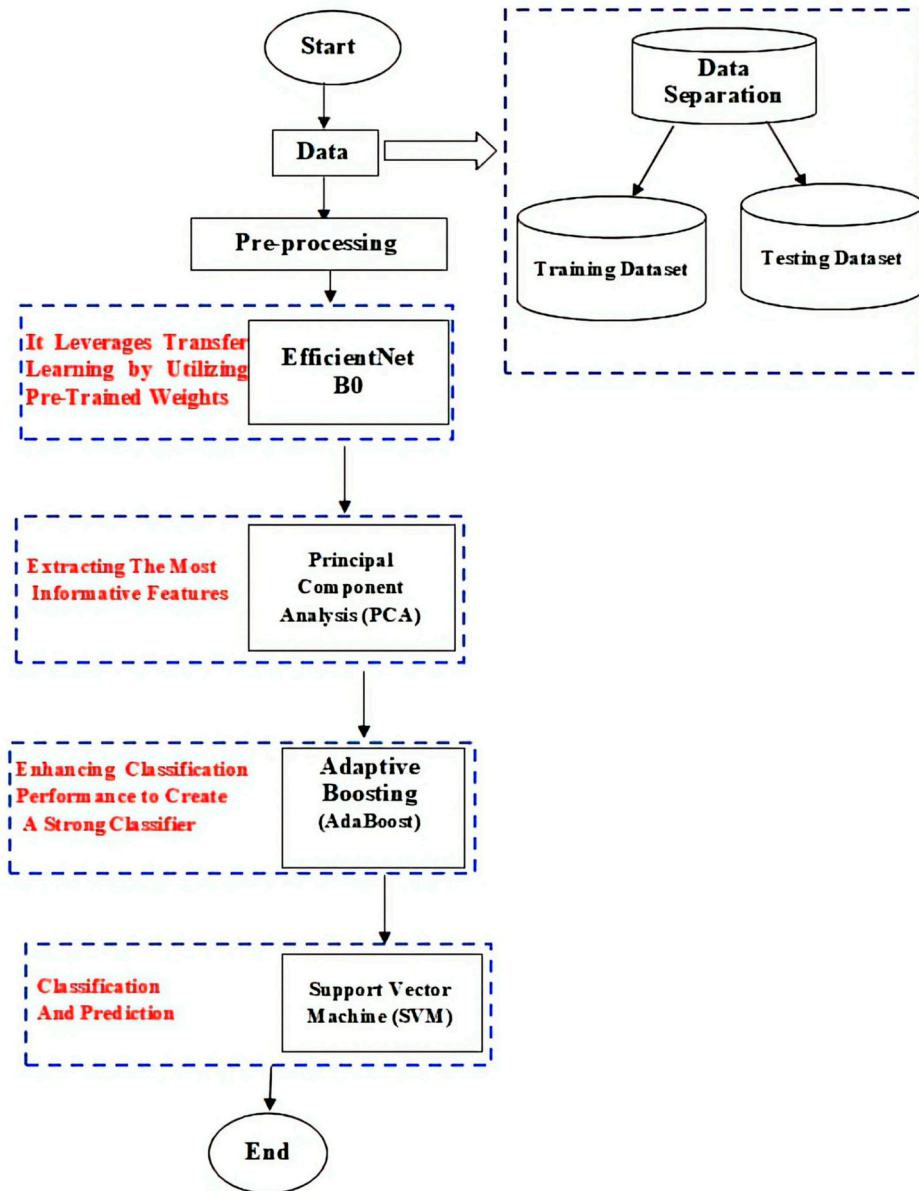 Start
Data
Separation
Data
Training Dataset
Testing Dataset
Pre-processing
It Leverages Transfer
Learning by Utilizing
Pre-Trained Weights
EfficientNet
B0
Extracting The Most
Informative Features
Principal
Component
Analysis (PCA)
Enhancing Classification
Performance to Create
A Strong Classifier
Adaptive
Boosting
(AdaBoost)
Classification
And Prediction
Support Vector
Machine (SVM)
End